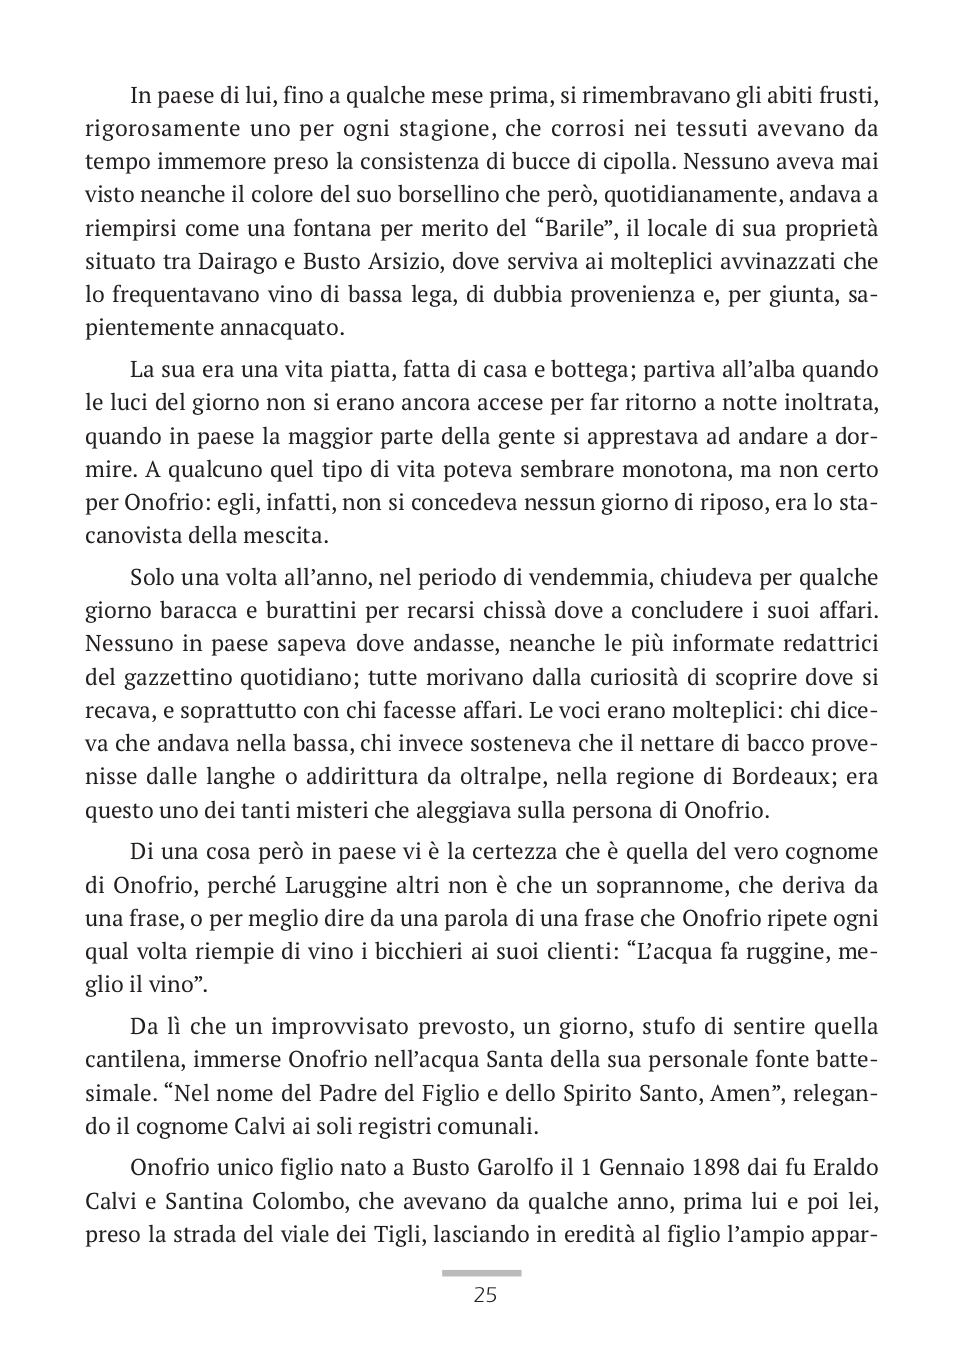 In paese di lui, fino a qualche mese prima, si rimembravano gli abiti frusti,
rigorosamente uno per ogni stagione, che corrosi nei tessuti avevano da
tempo immemore preso la consistenza di bucce di cipolla. Nessuno aveva mai
visto neanche il colore del suo borsellino che però, quotidianamente, andava a
riempirsi come una fontana per merito del “Barile”, il locale di sua proprietà
situato tra Dairago e Busto Arsizio, dove serviva ai molteplici avvinazzati che
lo frequentavano vino di bassa lega, di dubbia provenienza e, per giunta, sa-
pientemente annacquato.
La sua era una vita piatta, fatta di casa e bottega; partiva all’alba quando
le luci del giorno non si erano ancora accese per far ritorno a notte inoltrata,
quando in paese la maggior parte della gente si apprestava ad andare a dor-
mire. A qualcuno quel tipo di vita poteva sembrare monotona, ma non certo
per Onofrio: egli, infatti, non si concedeva nessun giorno di riposo, era lo sta-
canovista della mescita.
Solo una volta all’anno, nel periodo di vendemmia, chiudeva per qualche
giorno baracca e burattini per recarsi chissà dove a concludere i suoi affari.
Nessuno in paese sapeva dove andasse, neanche le più informate redattrici
del gazzettino quotidiano; tutte morivano dalla curiosità di scoprire dove si
recava, e soprattutto con chi facesse affari. Le voci erano molteplici: chi dice-
va che andava nella bassa, chi invece sosteneva che il nettare di bacco prove-
nisse dalle langhe o addirittura da oltralpe, nella regione di Bordeaux; era
questo uno dei tanti misteri che aleggiava sulla persona di Onofrio.
Di una cosa però in paese vi è la certezza che è quella del vero cognome
di Onofrio, perché Laruggine altri non è che un soprannome, che deriva da
una frase, o per meglio dire da una parola di una frase che Onofrio ripete ogni
qual volta riempie di vino i bicchieri ai suoi clienti: “L’acqua fa ruggine, me-
glio il vino”.
Da lì che un improvvisato prevosto, un giorno, stufo di sentire quella
cantilena, immerse Onofrio nell’acqua Santa della sua personale fonte batte-
simale. “Nel nome del Padre del Figlio e dello Spirito Santo, Amen”, relegan-
do il cognome Calvi ai soli registri comunali.
Onofrio unico figlio nato a Busto Garolfo il 1 Gennaio 1898 dai fu Eraldo
Calvi e Santina Colombo, che avevano da qualche anno, prima lui e poi lei,
preso la strada del viale dei Tigli, lasciando in eredità al figlio l’ampio appar-
25